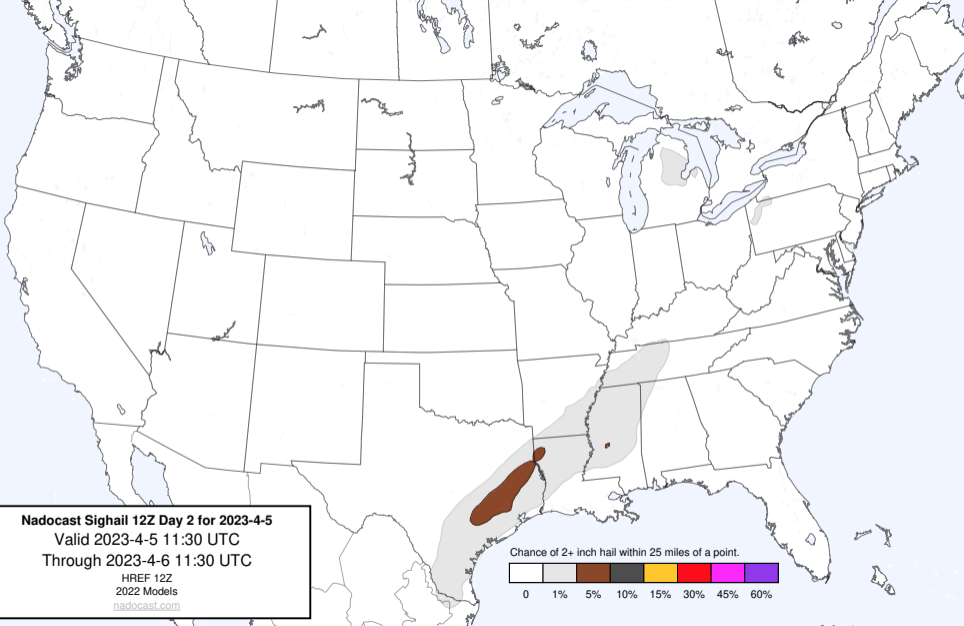 Nadocast Sighail 12Z Day 2 for 2023-4-5
Valid 2023-4-5 11:30 UTC
Through 2023-4-6 11:30 UTC
HREF 12Z
2022 Models
nadocast.com
Chance of 2+ inch hail within 25 miles of a point.
0 1% 5% 10% 15% 30% 45% 60%